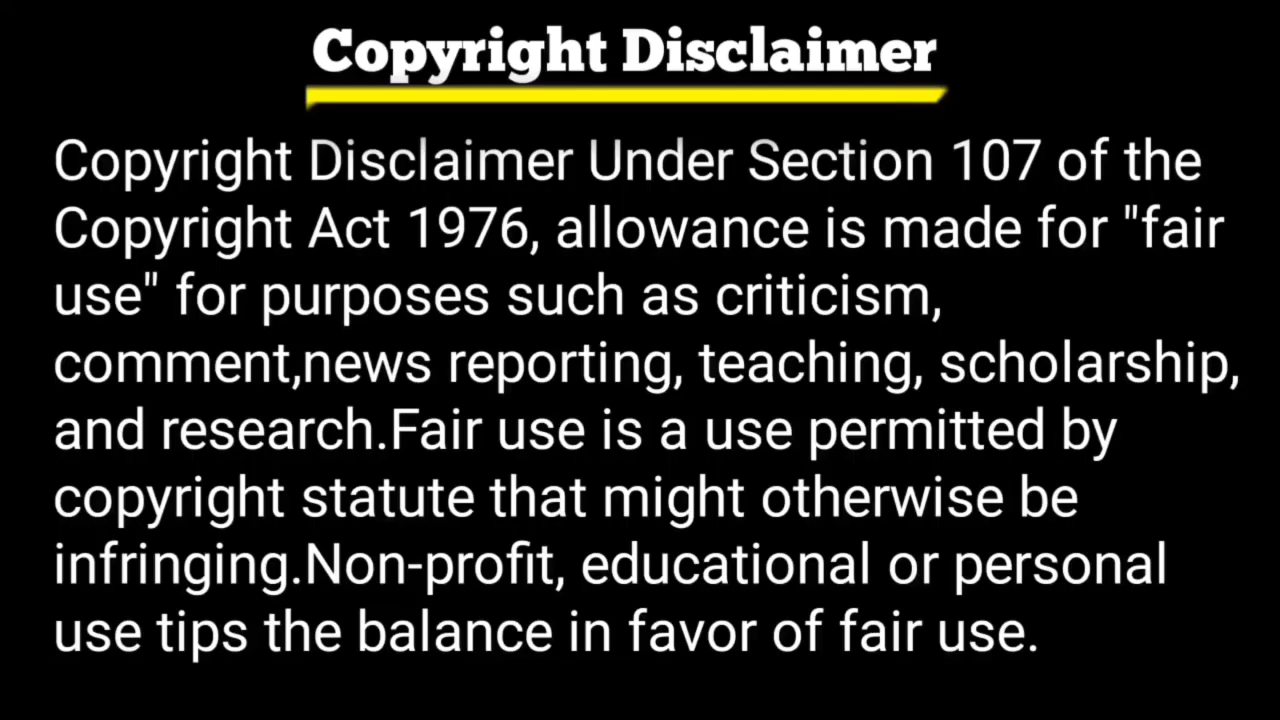 Copyright Disclaimer
Copyright Disclaimer Under Section 107 of the
Copyright Act 1976, allowance is made for "fair
use" for purposes such as criticism,
comment,news reporting, teaching, scholarship,
and research.Fair use is a use permitted by
copyright statute that might otherwise be
infringing.Non-profit, educational or personal
use tips the balance in favor of fair use.